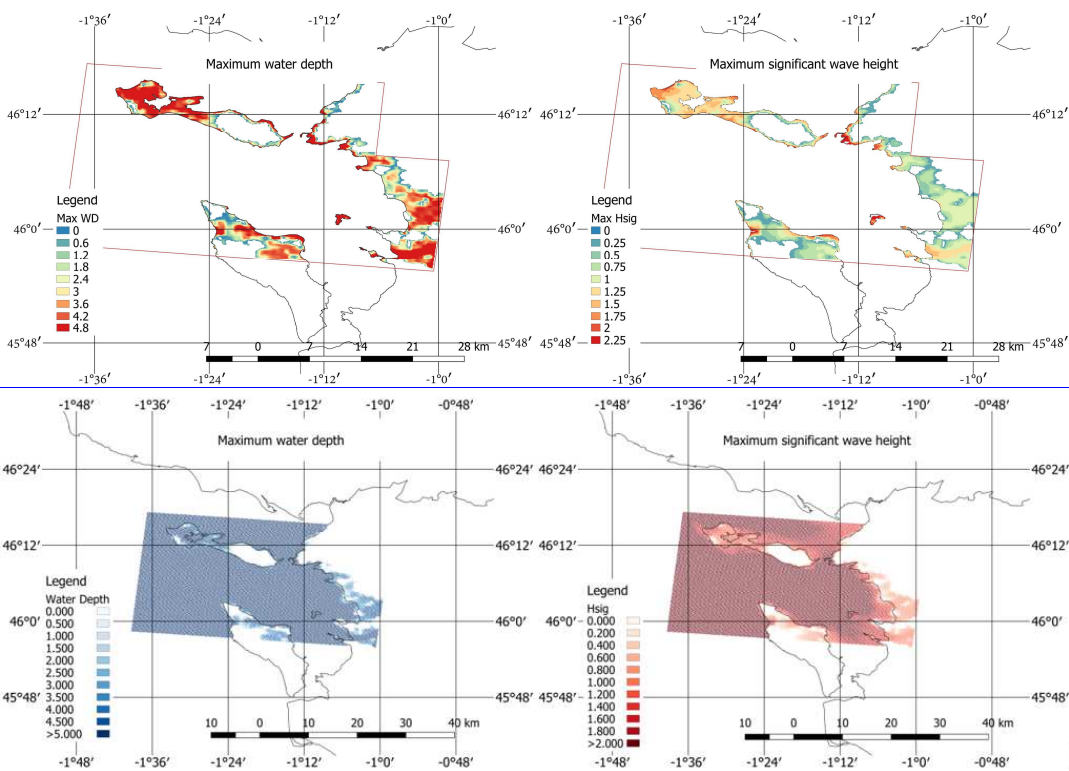 -1°36′ -1°24′ -1°12′ -1°0′
Maximum water depth
46°12′
Legend
Max WD
0
0.6
1.2
1.8
2.4
3
3.6
4.2
4.8
46°0′
45°48′
7 0 7 14 21 28 km
-1°36′ -1°24′ -1°12′ -1°0′
-1°36′ -1°24′ -1°12′ -1°0′
Maximum significant wave height
46°12′
Legend
Max Hsig
0
0.25
0.5
0.75
1
1.25
1.5
1.75
2
2.25
46°0′
45°48′
7 0 7 14 21 28 km
-1°36′ -1°24′ -1°12′ -1°0′
-1°48′ -1°36′ -1°24′ -1°12′ -1°0′ -0°48′
Maximum water depth
46°24′ 46°24′
46°12′ 46°12′
Legend
Water Depth
0.000
0.500
1.000
1.500
2.000
2.500
3.000
3.500
4.000
4.500
>5.000
46°0′ 46°0′
45°48′ 45°48′
10 0 10 20 30 40 km
-1°48′ -1°36′ -1°24′ -1°12′ -1°0′ -0°48′
-1°48′ -1°36′ -1°24′ -1°12′ -1°0′ -0°48′
Maximum significant wave height
46°24′ 46°24′
46°12′ 46°12′
Legend
Hsig
0.000
0.200
0.400
0.600
0.800
1.000
1.200
1.400
1.600
1.800
>2.000
46°0′ 46°0′
45°48′ 45°48′
10 0 10 20 30 40 km
-1°48′ -1°36′ -1°24′ -1°12′ -1°0′ -0°48′